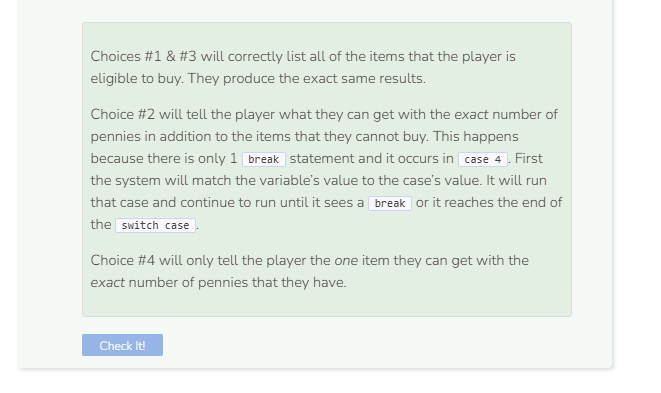 Choices #1 & #3 will correctly list all of the items that the player is
eligible to buy. They produce the exact same results.
Choice #2 will tell the player what they can get with the exact number of
pennies in addition to the items that they cannot buy. This happens
because there is only 1 break statement and it occurs in case 4. First
the system will match the variable's value to the case's value. It will run
that case and continue to run until it sees a break or it reaches the end of
the switch case.
Choice #4 will only tell the player the one item they can get with the
exact number of pennies that they have.
Check It!